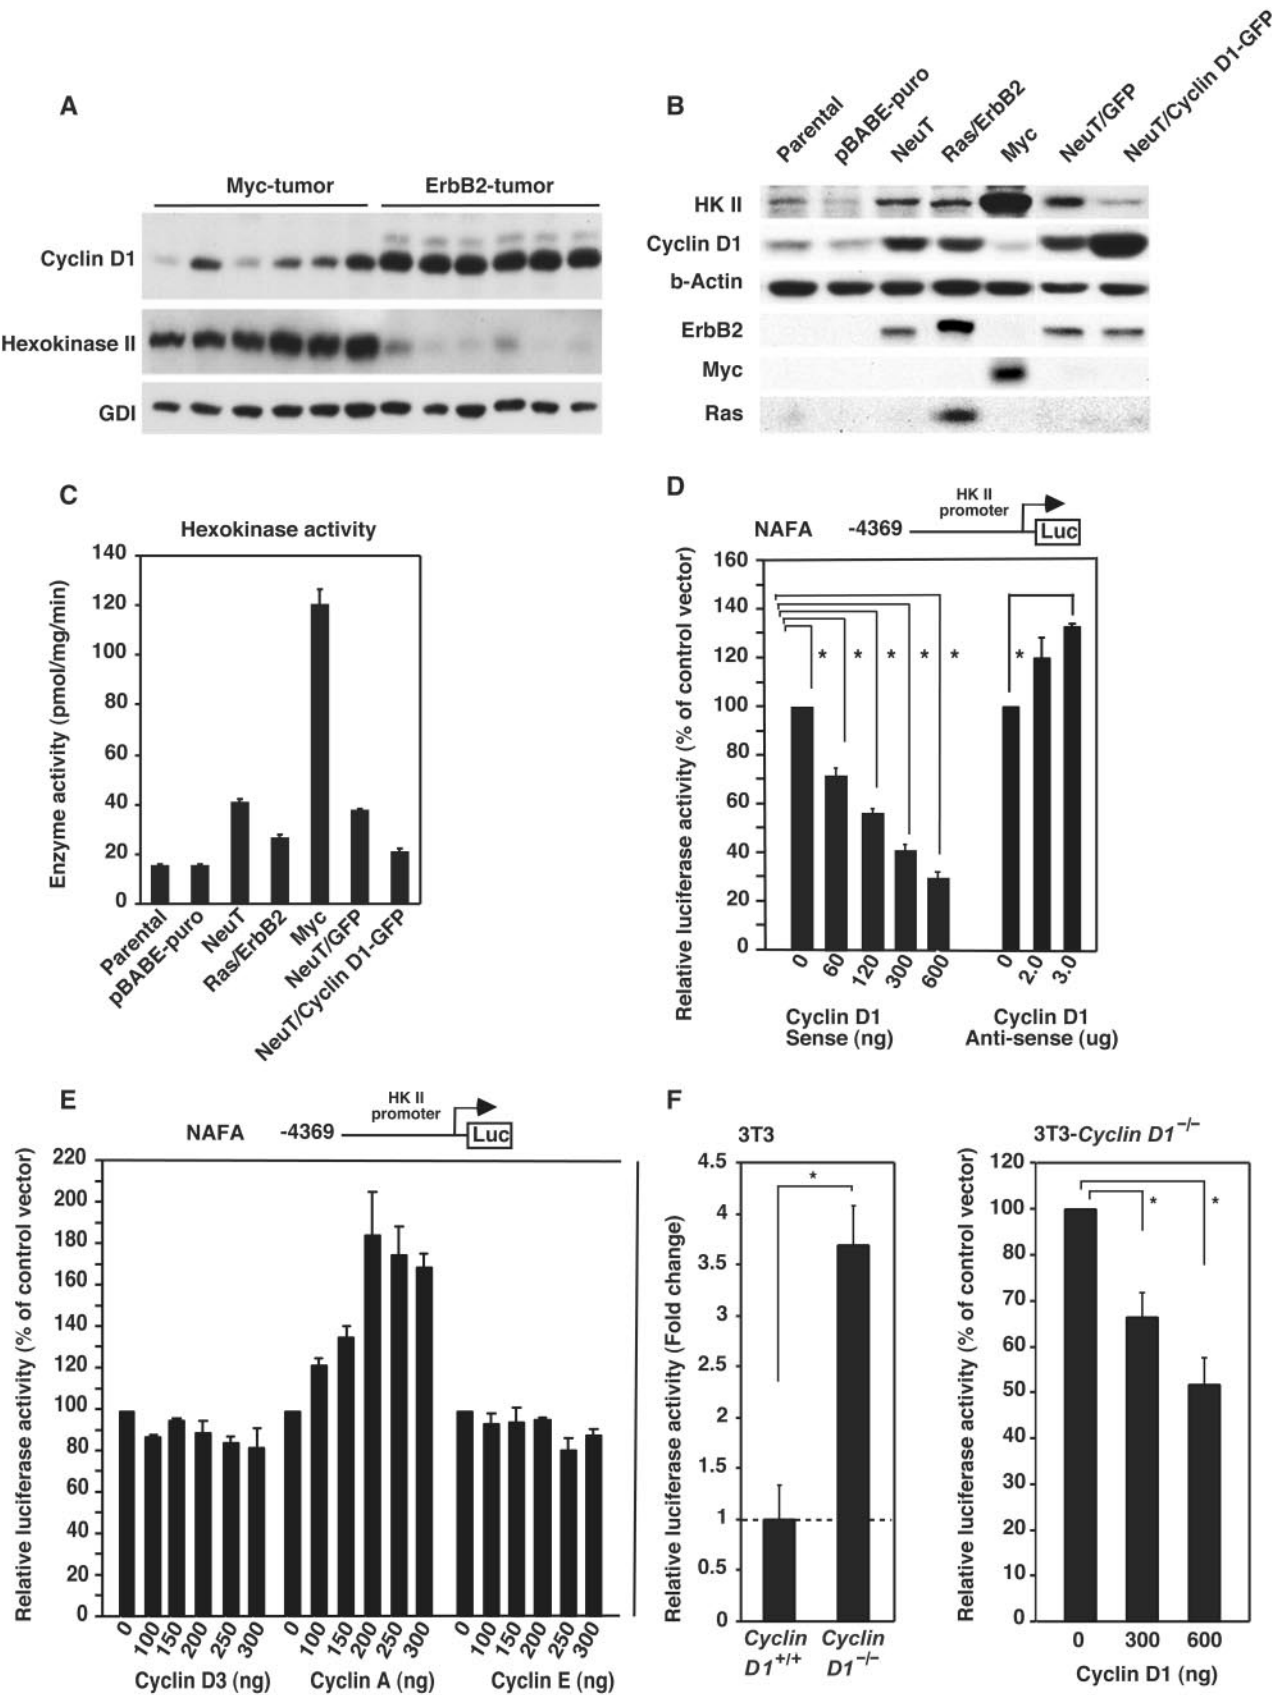 A
Myc-tumor
ErbB2-tumor
Cyclin D1
Hexokinase II
GDI
B
Parental
pBABE-puro
NeuT
Ras/ErbB2
Myc
NeuT/GFP
NeuT/Cyclin D1-GFP
HK II
Cyclin D1
b-Actin
ErbB2
Myc
Ras
C
Hexokinase activity
Enzyme activity (pmol/mg/min)
140
120
100
80
60
40
20
0
Parental
pBABE-puro
NeuT
Ras/ErbB2
Myc
NeuT/GFP
NeuT/Cyclin D1-GFP
D
HK II
promoter
NAFA -4369
Luc
Relative luciferase activity (% of control vector)
160
140
120
100
80
60
40
20
0
* * * * * *
0 60 120 300 600
0 2.0 3.0
Cyclin D1
Sense (ng)
Cyclin D1
Anti-sense (ug)
E
HK II
promoter
NAFA -4369
Luc
Relative luciferase activity (% of control vector)
220
200
180
160
140
120
100
80
60
40
20
0
0 100 150 200 250 300
0 100 150 200 250 300
0 100 150 200 250 300
Cyclin D3 (ng)
Cyclin A (ng)
Cyclin E (ng)
F
3T3
Relative luciferase activity (Fold change)
4.5
4
3.5
3
2.5
2
1.5
1
0.5
0
*
Cyclin
D1+/+
Cyclin
D1−/−
3T3-Cyclin D1−/−
Relative luciferase activity (% of control vector)
120
100
80
70
60
50
40
30
20
10
0
* *
0 300 600
Cyclin D1 (ng)